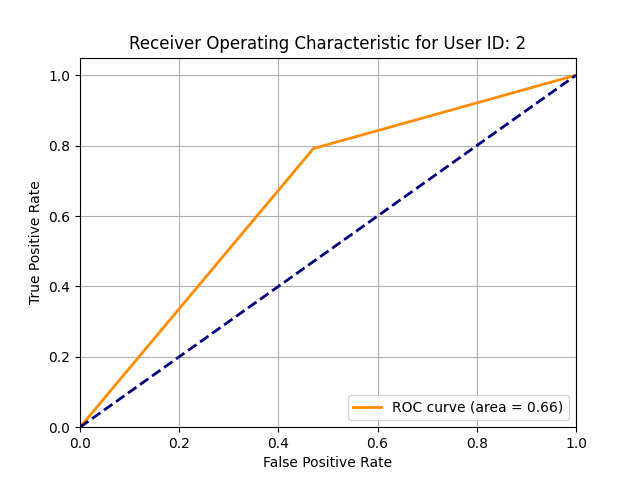 Receiver Operating Characteristic for User ID: 2
True Positive Rate
1.0
0.8
0.6
0.4
0.2
0.0
0.0 0.2 0.4 0.6 0.8 1.0
False Positive Rate
ROC curve (area = 0.66)